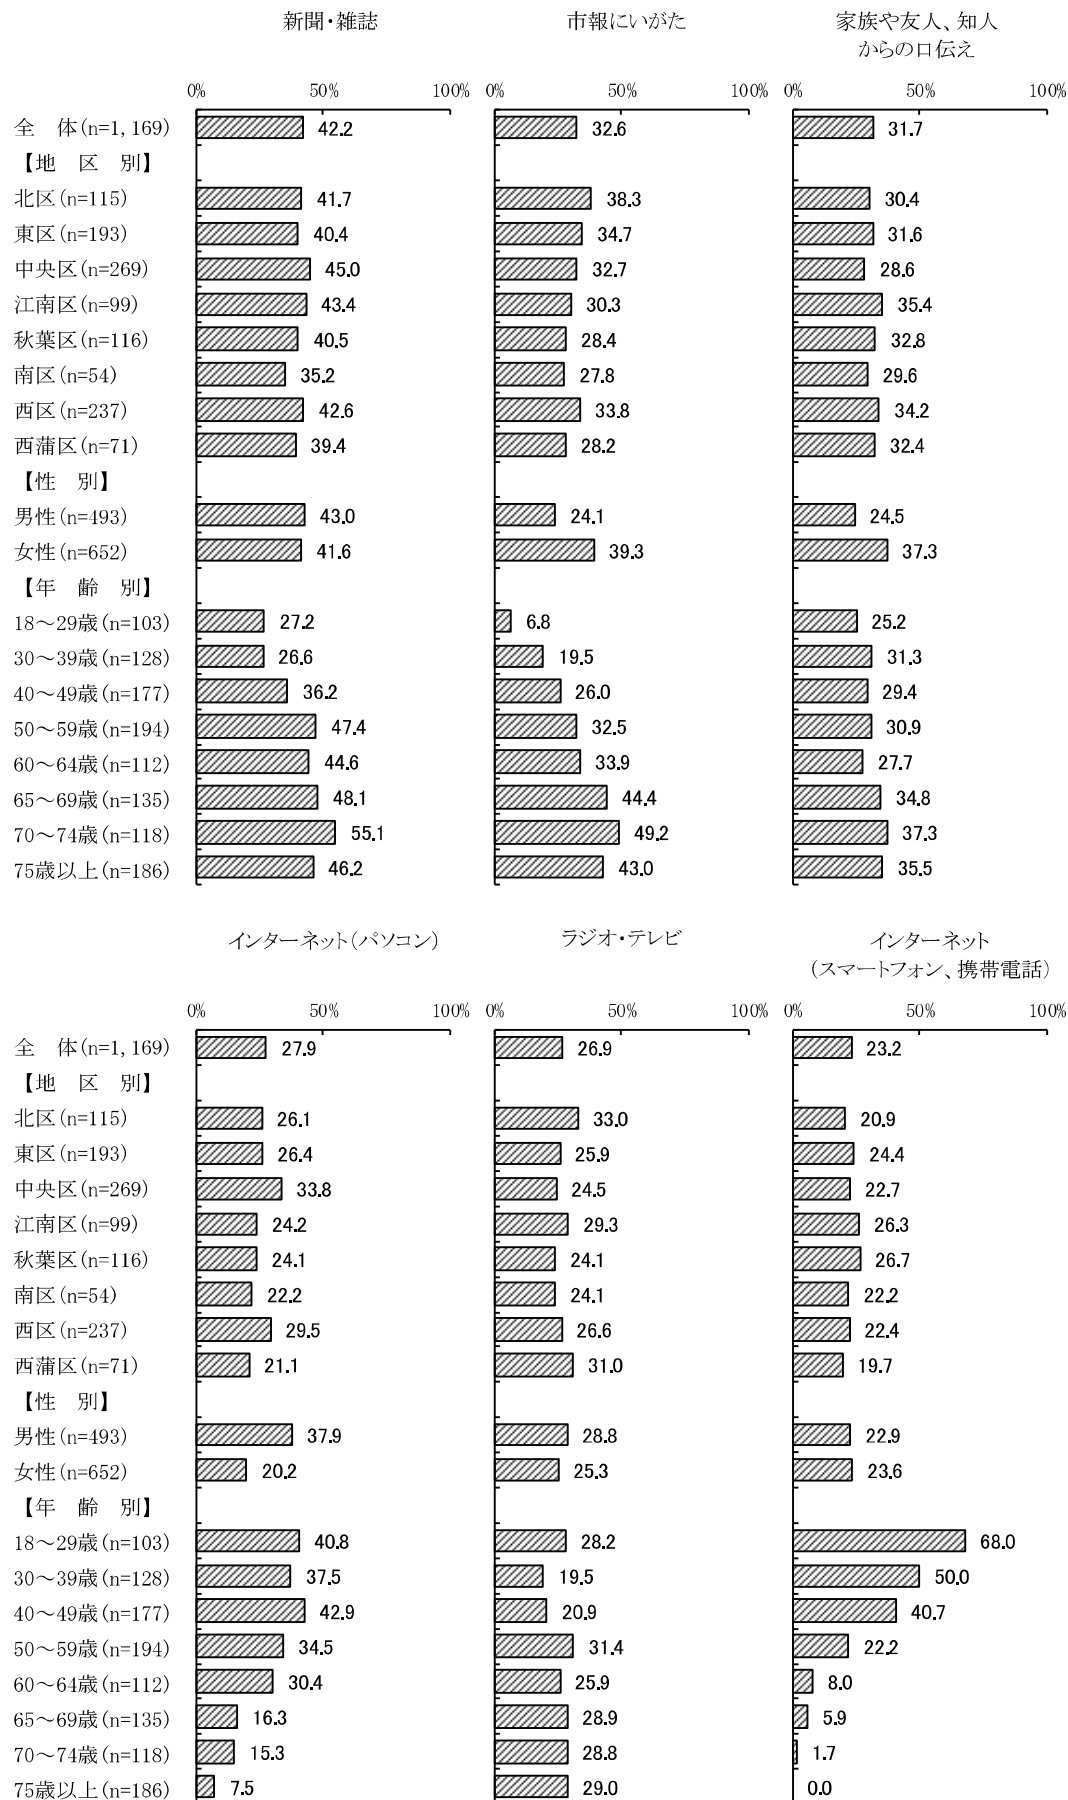 新聞・雑誌 市報にいがた 家族や友人、知人
からの口伝え
0% 50% 100% 0% 50% 100% 0% 50% 100%
全　体(n=1,169) 42.2 32.6 31.7
【地　区　別】
北区(n=115) 41.7 38.3 30.4
東区(n=193) 40.4 34.7 31.6
中央区(n=269) 45.0 32.7 28.6
江南区(n=99) 43.4 30.3 35.4
秋葉区(n=116) 40.5 28.4 32.8
南区(n=54) 35.2 27.8 29.6
西区(n=237) 42.6 33.8 34.2
西蒲区(n=71) 39.4 28.2 32.4
【性　別】
男性(n=493) 43.0 24.1 24.5
女性(n=652) 41.6 39.3 37.3
【年　齢　別】
18～29歳(n=103) 27.2 6.8 25.2
30～39歳(n=128) 26.6 19.5 31.3
40～49歳(n=177) 36.2 26.0 29.4
50～59歳(n=194) 47.4 32.5 30.9
60～64歳(n=112) 44.6 33.9 27.7
65～69歳(n=135) 48.1 44.4 34.8
70～74歳(n=118) 55.1 49.2 37.3
75歳以上(n=186) 46.2 43.0 35.5
インターネット(パソコン) ラジオ・テレビ インターネット
(スマートフォン、携帯電話)
0% 50% 100% 0% 50% 100% 0% 50% 100%
全　体(n=1,169) 27.9 26.9 23.2
【地　区　別】
北区(n=115) 26.1 33.0 20.9
東区(n=193) 26.4 25.9 24.4
中央区(n=269) 33.8 24.5 22.7
江南区(n=99) 24.2 29.3 26.3
秋葉区(n=116) 24.1 24.1 26.7
南区(n=54) 22.2 24.1 22.2
西区(n=237) 29.5 26.6 22.4
西蒲区(n=71) 21.1 31.0 19.7
【性　別】
男性(n=493) 37.9 28.8 22.9
女性(n=652) 20.2 25.3 23.6
【年　齢　別】
18～29歳(n=103) 40.8 28.2 68.0
30～39歳(n=128) 37.5 19.5 50.0
40～49歳(n=177) 42.9 20.9 40.7
50～59歳(n=194) 34.5 31.4 22.2
60～64歳(n=112) 30.4 25.9 8.0
65～69歳(n=135) 16.3 28.9 5.9
70～74歳(n=118) 15.3 28.8 1.7
75歳以上(n=186) 7.5 29.0 0.0